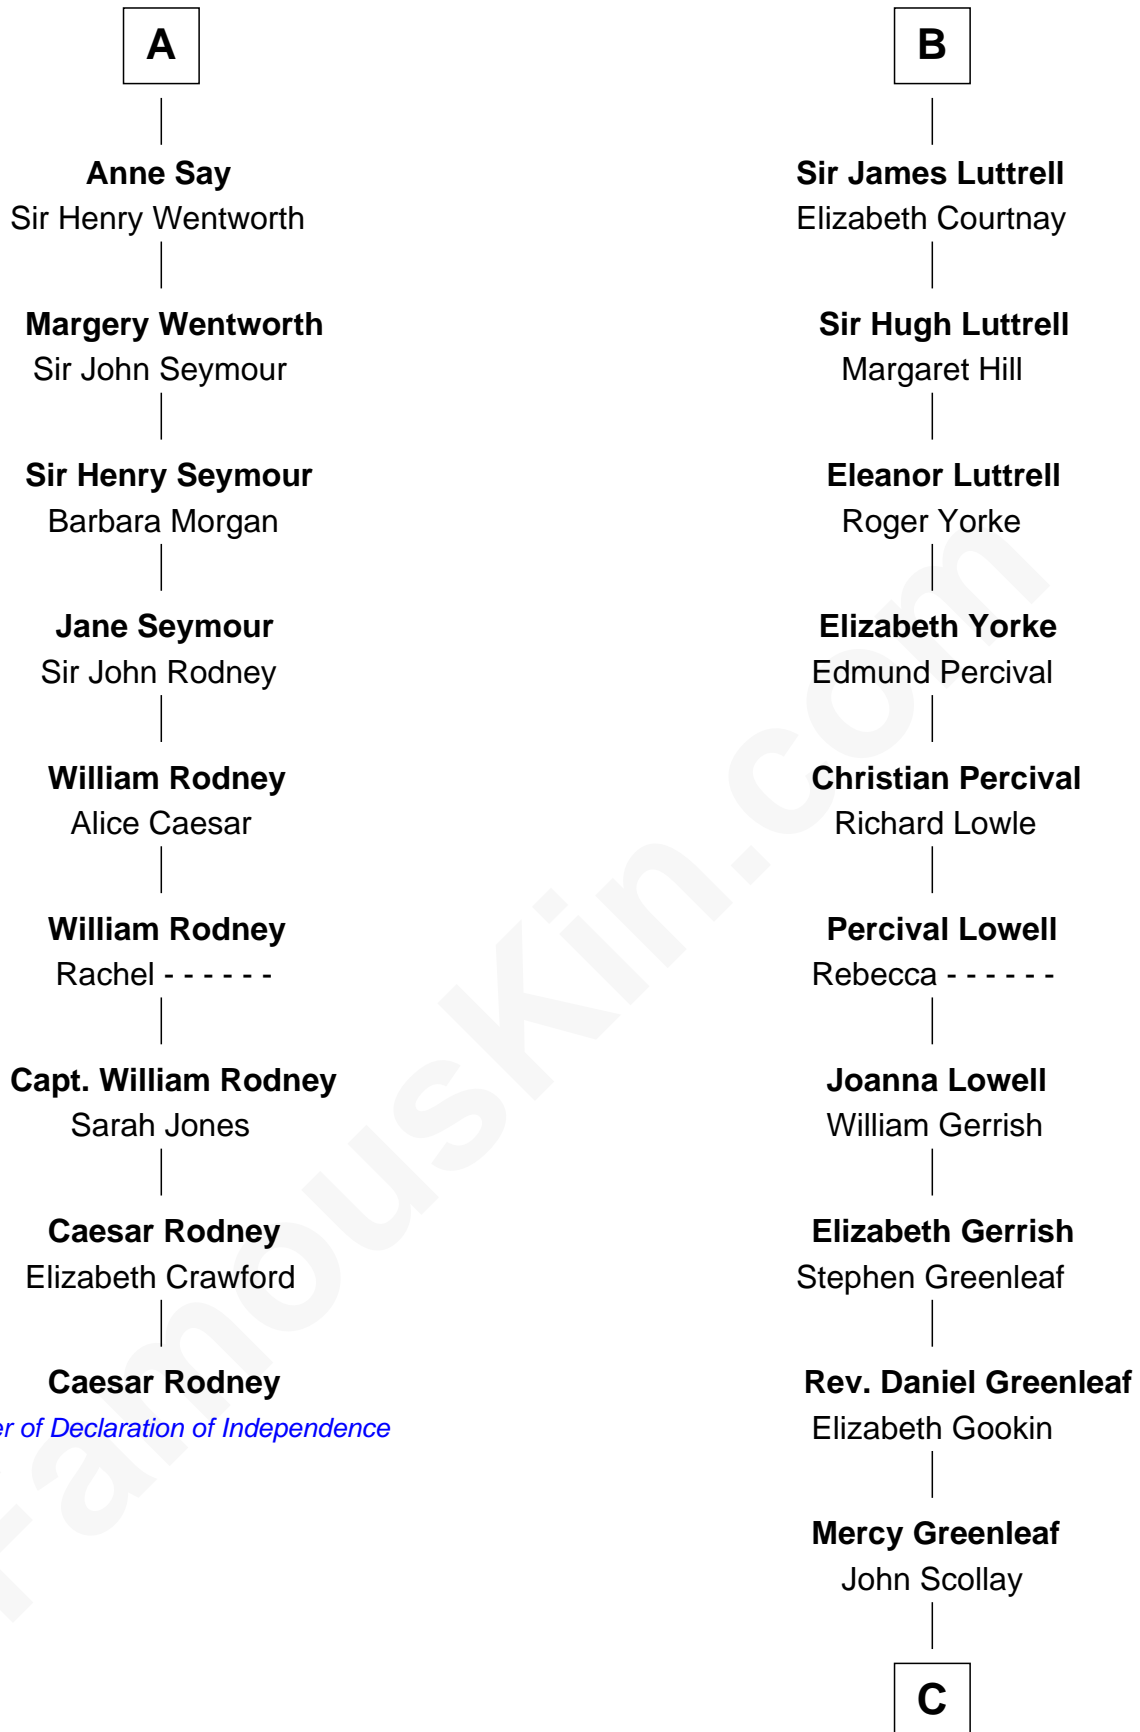 A
Anne Say
Sir Henry Wentworth
Margery Wentworth
Sir John Seymour
Sir Henry Seymour
Barbara Morgan
Jane Seymour
Sir John Rodney
William Rodney
Alice Caesar
William Rodney
Rachel - - - - - -
Capt. William Rodney
Sarah Jones
Caesar Rodney
Elizabeth Crawford
Caesar Rodney
er of Declaration of Independence
B
Sir James Luttrell
Elizabeth Courtnay
Sir Hugh Luttrell
Margaret Hill
Eleanor Luttrell
Roger Yorke
Elizabeth Yorke
Edmund Percival
Christian Percival
Richard Lowle
Percival Lowell
Rebecca - - - - - -
Joanna Lowell
William Gerrish
Elizabeth Gerrish
Stephen Greenleaf
Rev. Daniel Greenleaf
Elizabeth Gookin
Mercy Greenleaf
John Scollay
C
FamousKin.com